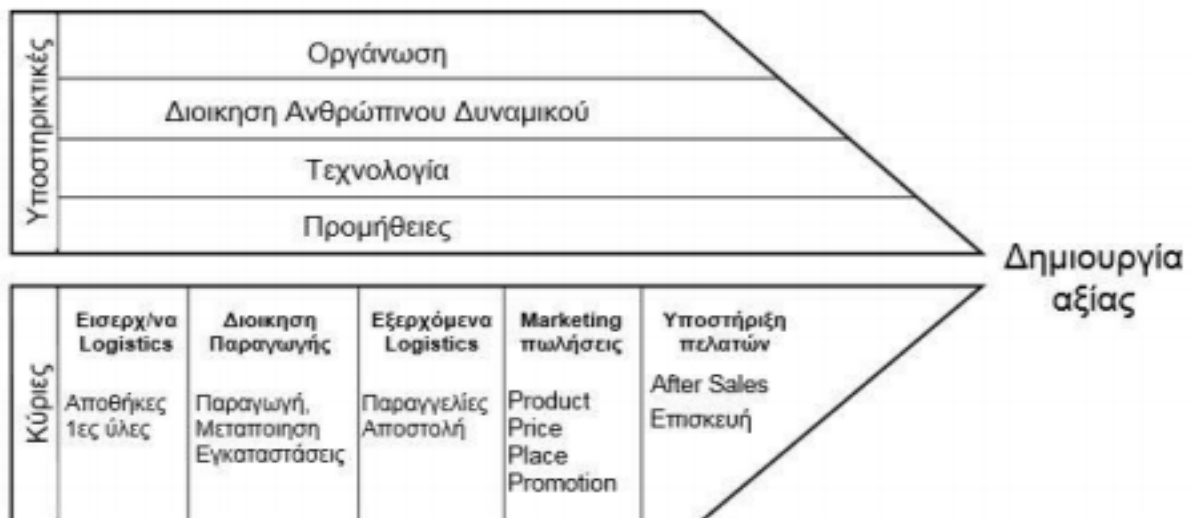 Υποστηρικτικές
Οργάνωση
Διοικηση Ανθρώπινου Δυναμικού
Τεχνολογία
Προμήθειες
Δημιουργία
αξίας
Κύριες
Εισερχ/να
Logistics
Αποθήκες
1ες ύλες
Διοικηση
Παραγωγής
Παραγωγή,
Μεταποιηση
Εγκαταστάσεις
Εξερχόμενα
Logistics
Παραγγελίες
Αποστολή
Marketing
πωλήσεις
Product
Price
Place
Promotion
Υποστήριξη
πελατών
After Sales
Επισκευή